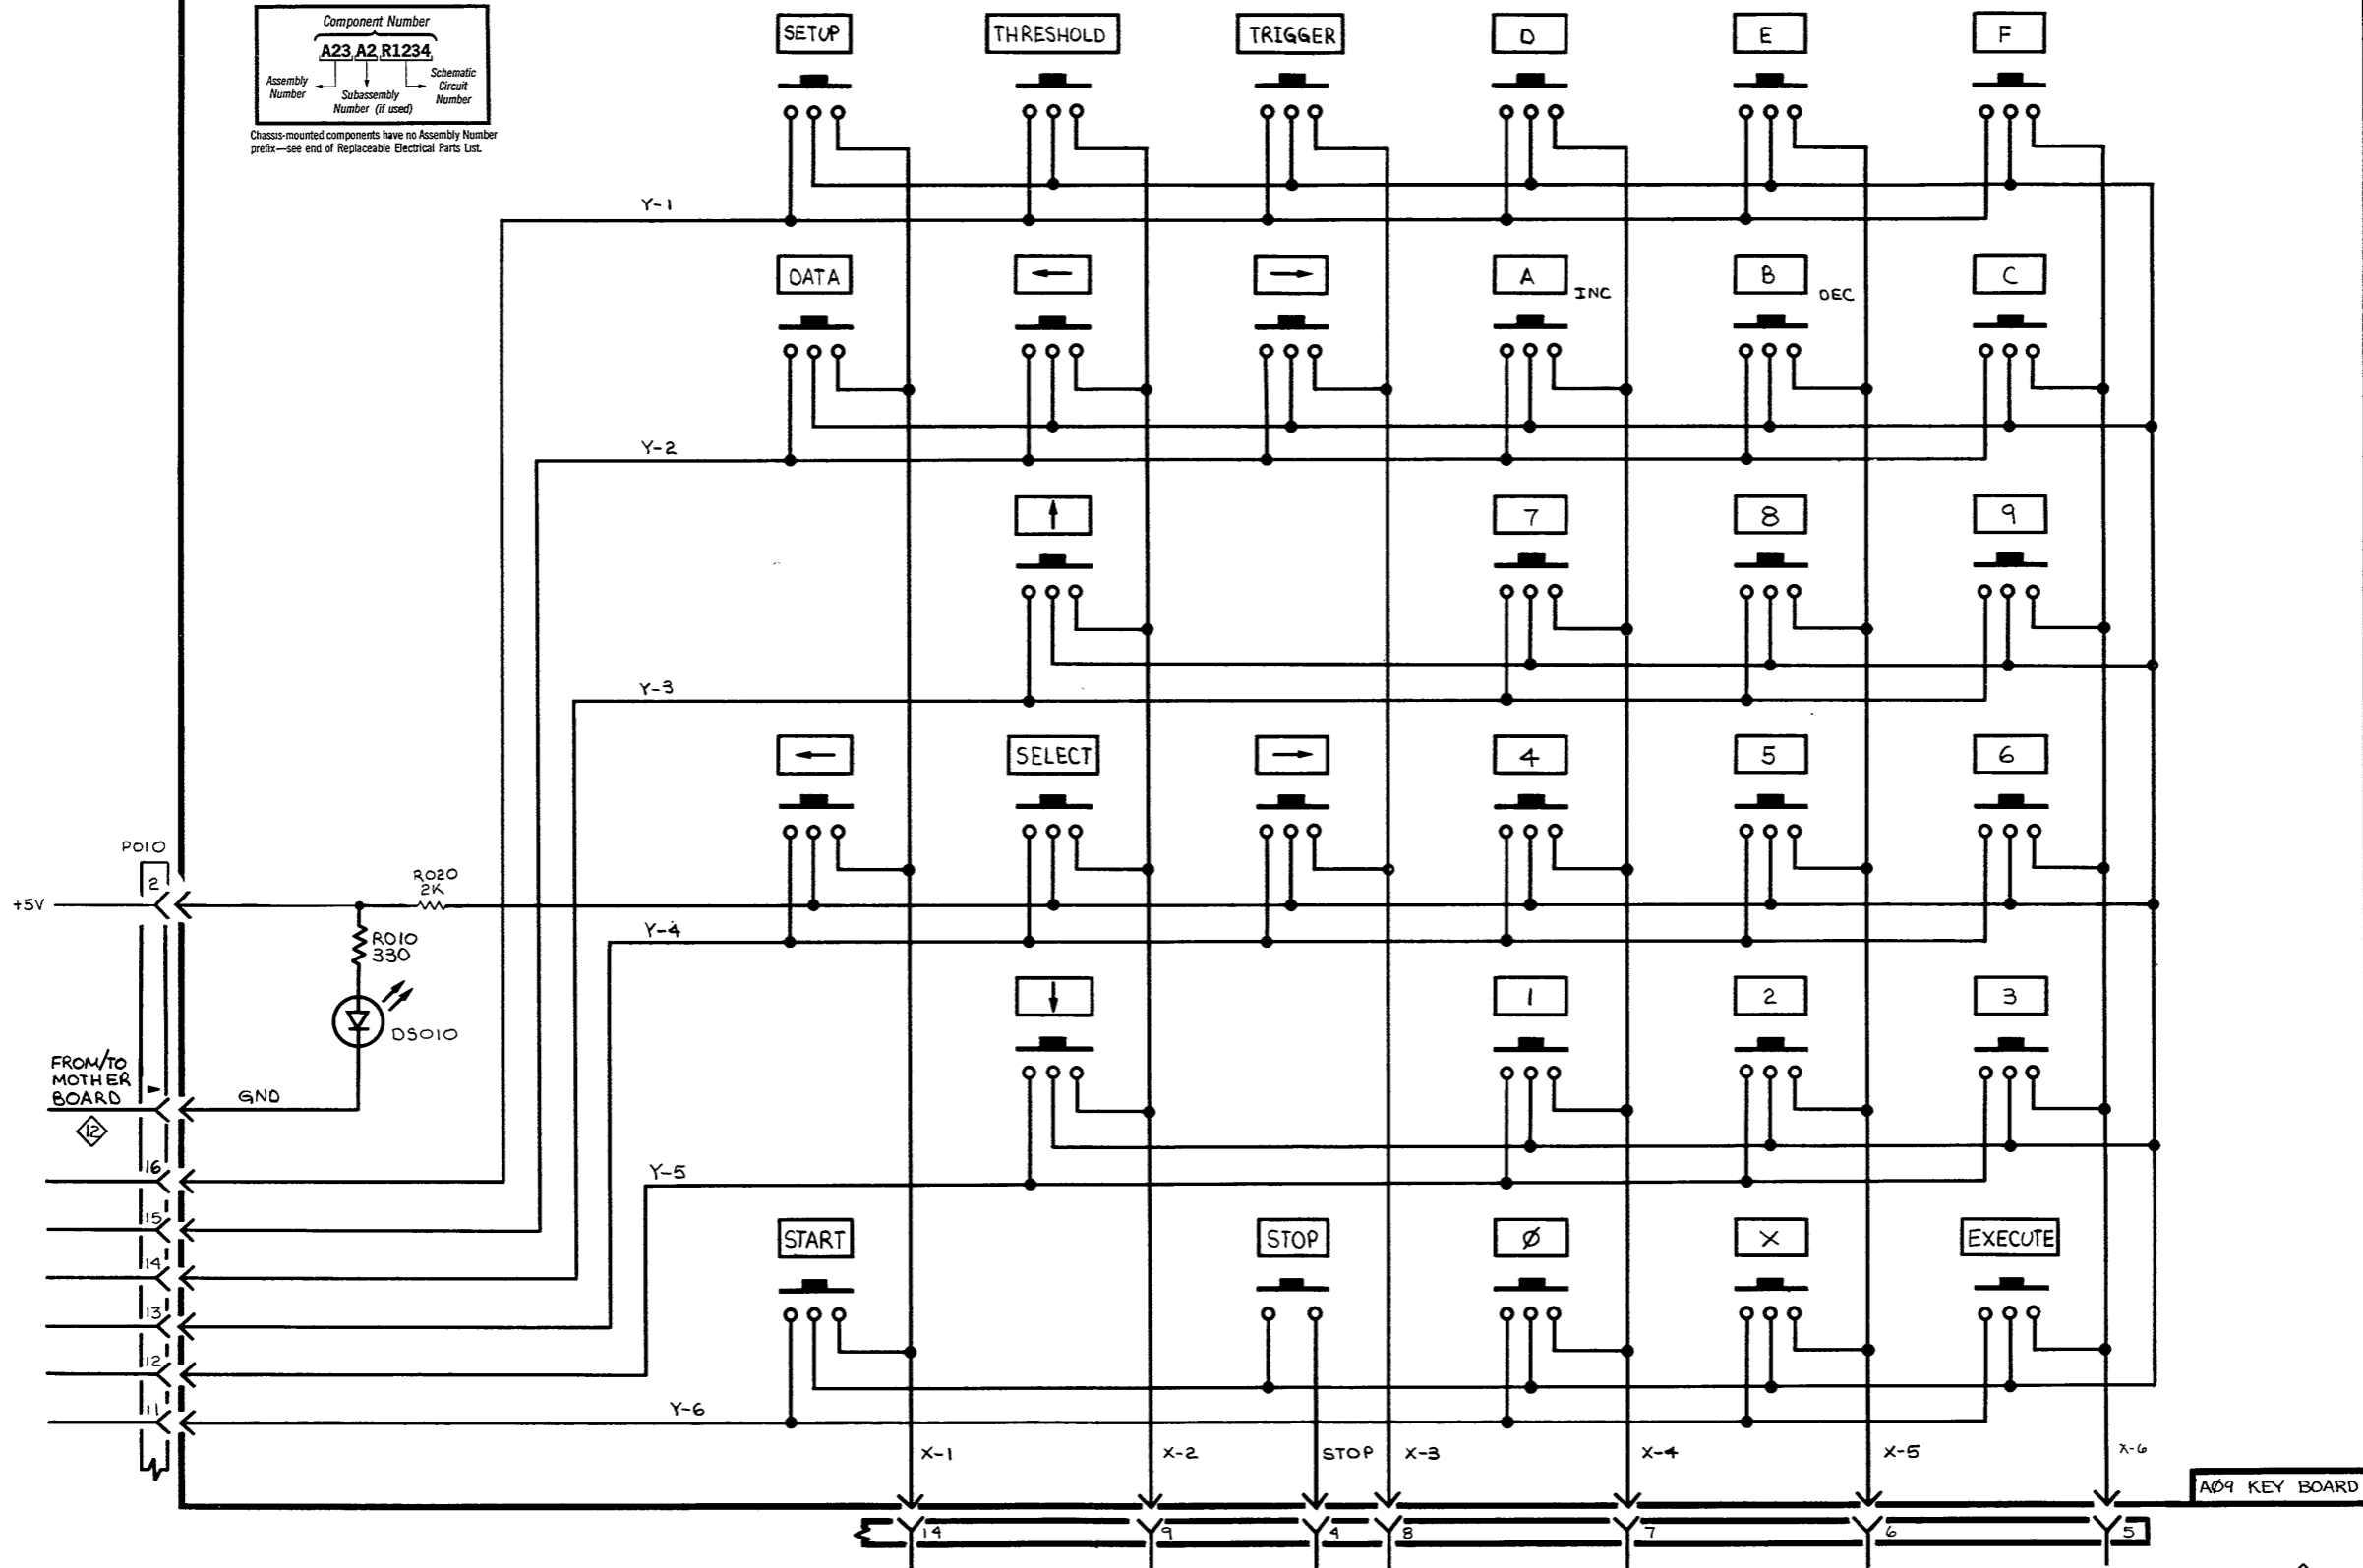 Component Number
A23 A2 R1234
Assembly Number
Subassembly Number (if used)
Schematic Circuit Number
Chassis-mounted components have no Assembly Number
prefix—see end of Replaceable Electrical Parts List.
SETUP THRESHOLD TRIGGER D E F
Y-1
DATA ← → A INC B DEC C
Y-2
↑ 7 8 9
Y-3
← SELECT → 4 5 6
P010
2
+5V
R020
2K
Y-4
R010
330
↓ 1 2 3
DS010
FROM/TO
MOTHER
BOARD
GND
12
16
Y-5
15
START STOP Ø X EXECUTE
14
13
12
11
Y-6
X-1 X-2 STOP X-3 X-4 X-5 X-6
AØ9 KEY BOARD
14 9 4 8 7 6 5